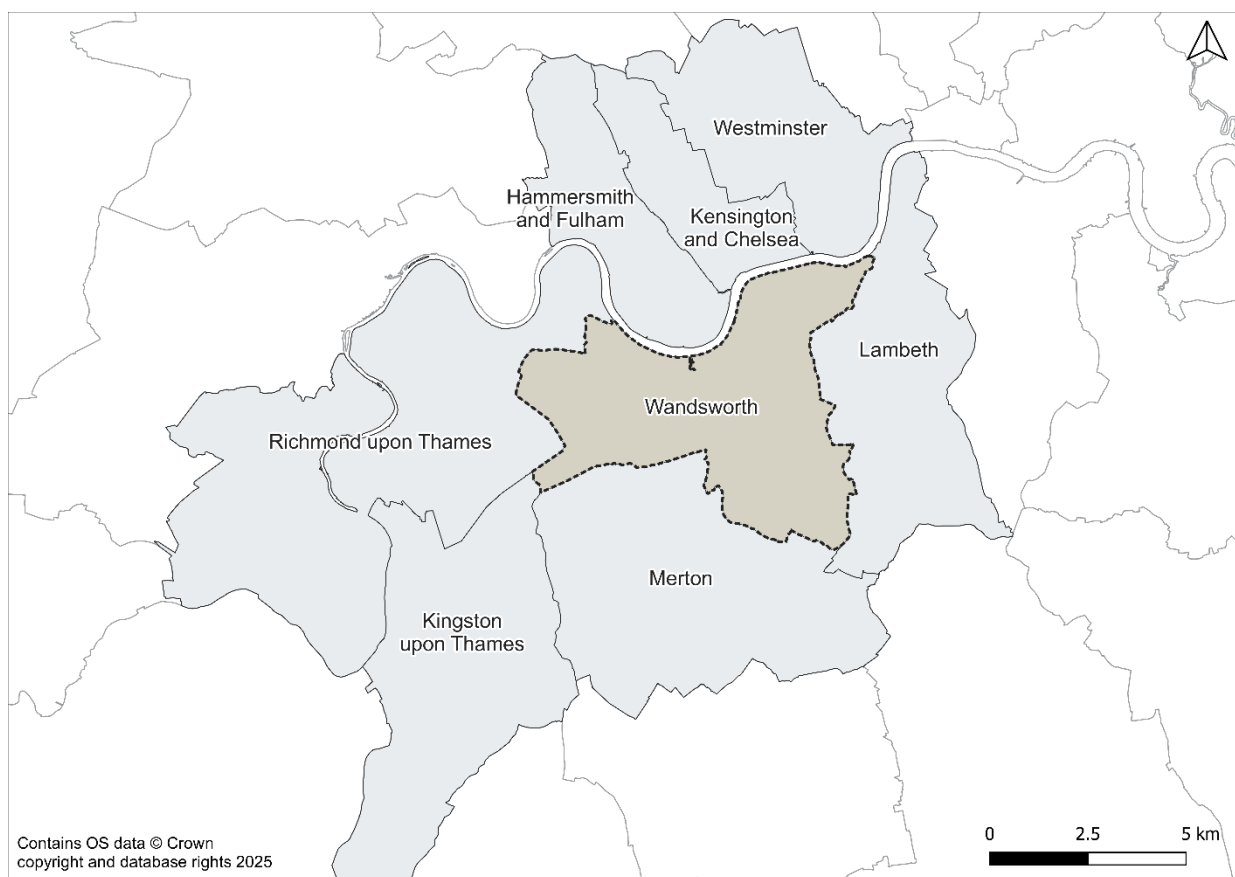 Westminster
Hammersmith
and Fulham
Kensington
and Chelsea
Lambeth
Wandsworth
Richmond upon Thames
Merton
Kingston
upon Thames
Contains OS data © Crown
copyright and database rights 2025
0 2.5 5 km